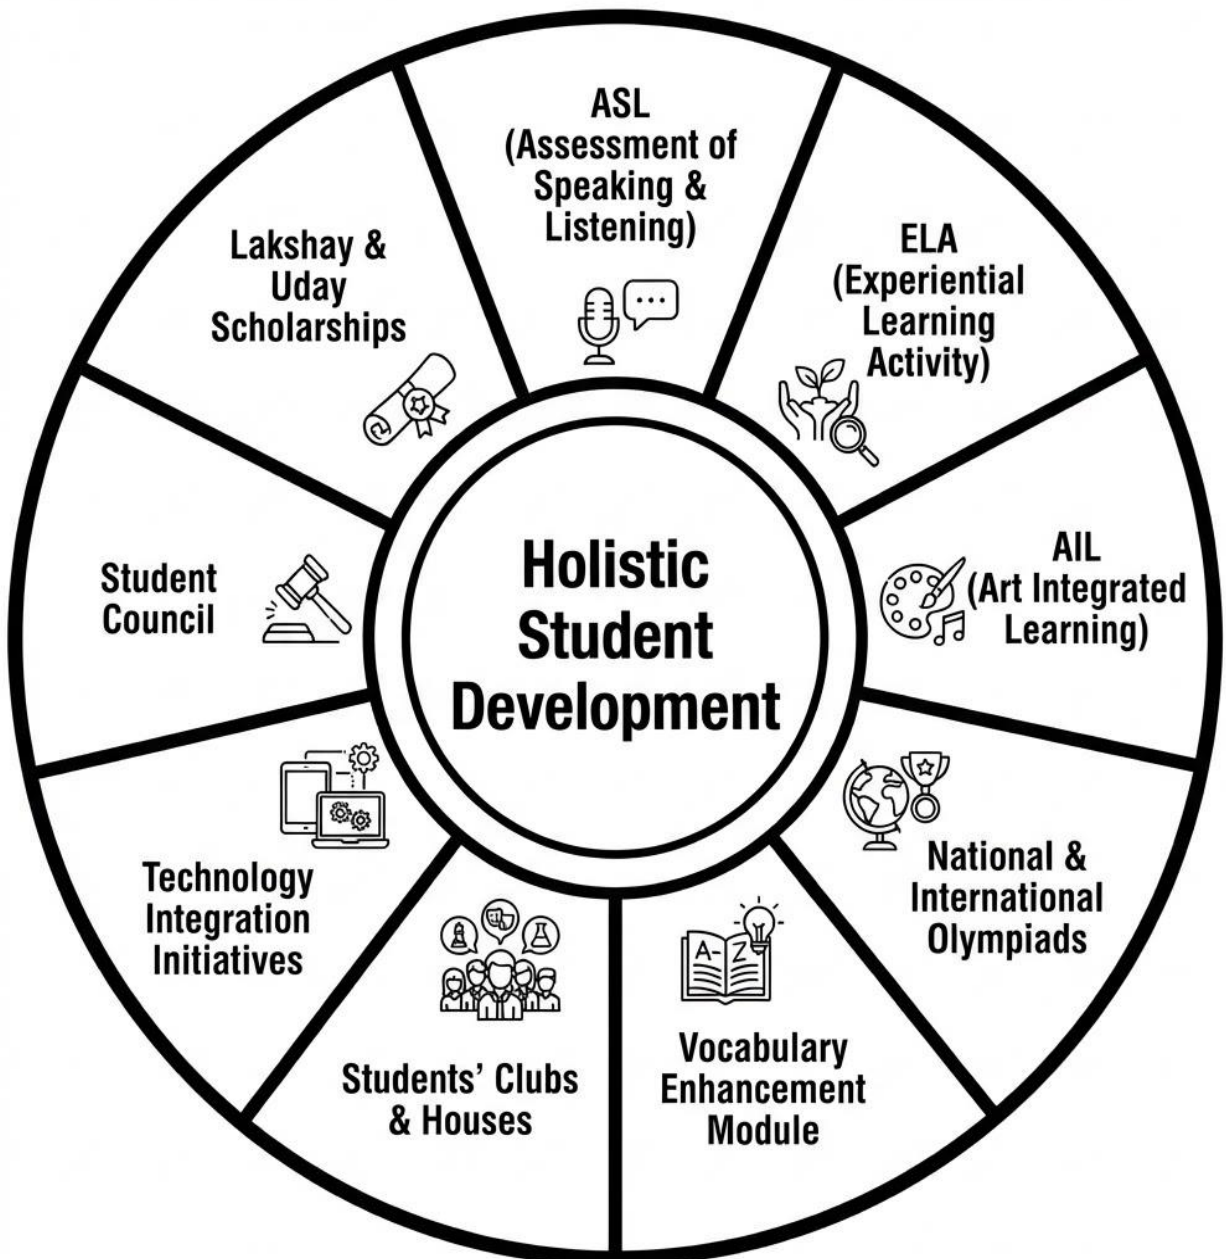 ASL
(Assessment of
Speaking &
Listening)
ELA
(Experiential
Learning
Activity)
AIL
(Art Integrated
Learning)
National &
International
Olympiads
A-Z
Vocabulary
Enhancement
Module
Students’ Clubs
& Houses
Technology
Integration
Initiatives
Student
Council
Lakshay &
Uday
Scholarships
Holistic
Student
Development